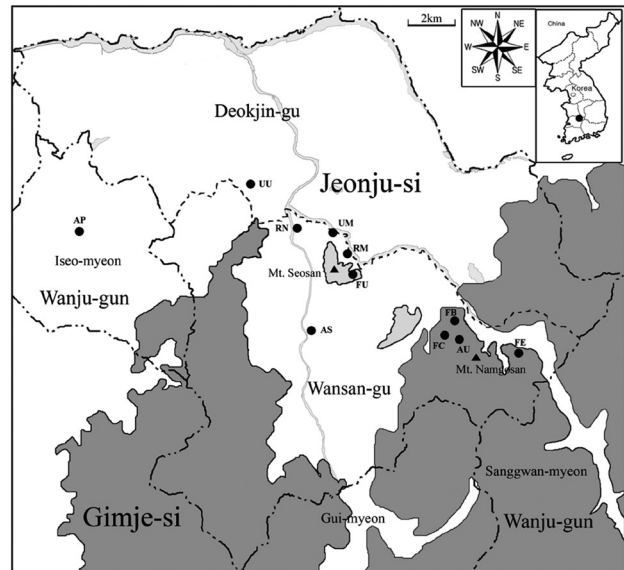 2km
N
NW
NE
W
E
SW
SE
S
China
Korea
Deokjin-gu
Jeonju-si
UU
AP
RN
UM
Iseo-myeon
RM
Mt. Seosan
FU
Wanju-gun
AS
FB
FC
AU
FE
Mt. Namgosan
Wansan-gu
Sanggwan-myeon
Gimje-si
Gui-myeon
Wanju-gun